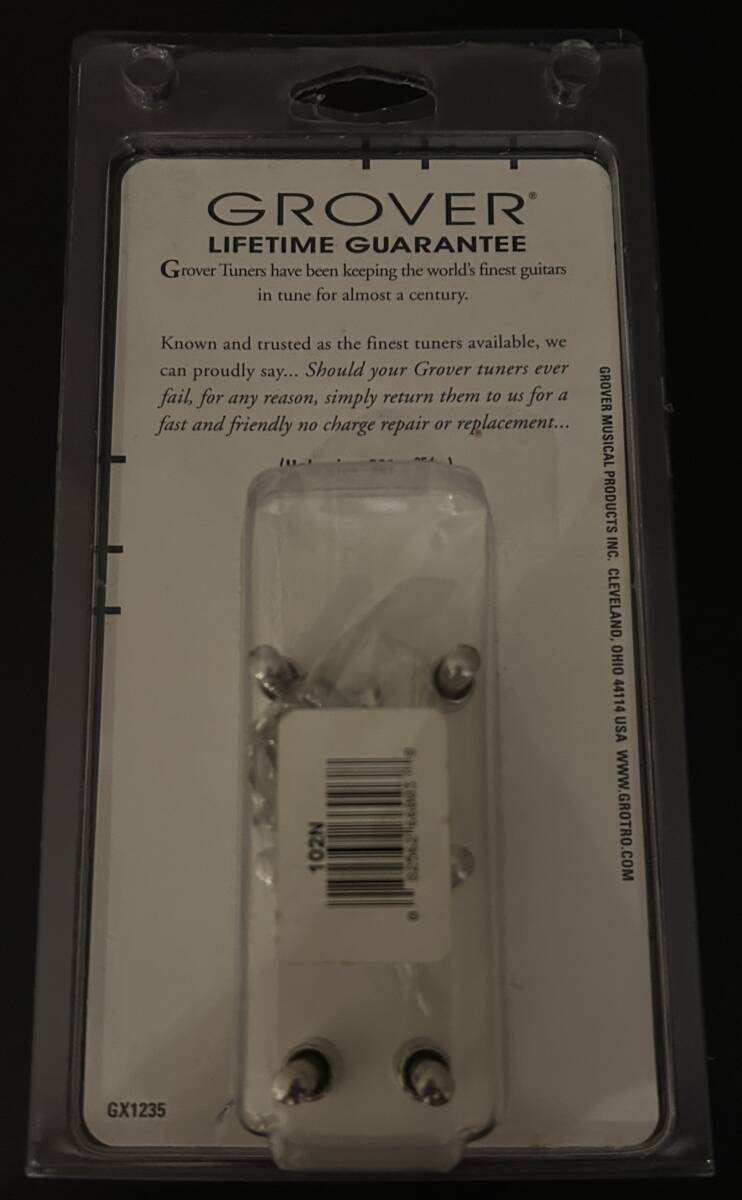 GROVER®
LIFETIME GUARANTEE
Grover Tuners have been keeping the world's finest guitars
in tune for almost a century.
Known and trusted as the finest tuners available, we
can proudly say... Should your Grover tuners ever
fail, for any reason, simply return them to us for a
fast and friendly no charge repair or replacement...
GROVER MUSICAL PRODUCTS INC. CLEVELAND, OHIO 44114 USA WWW.GROTRO.COM
102N
GX1235